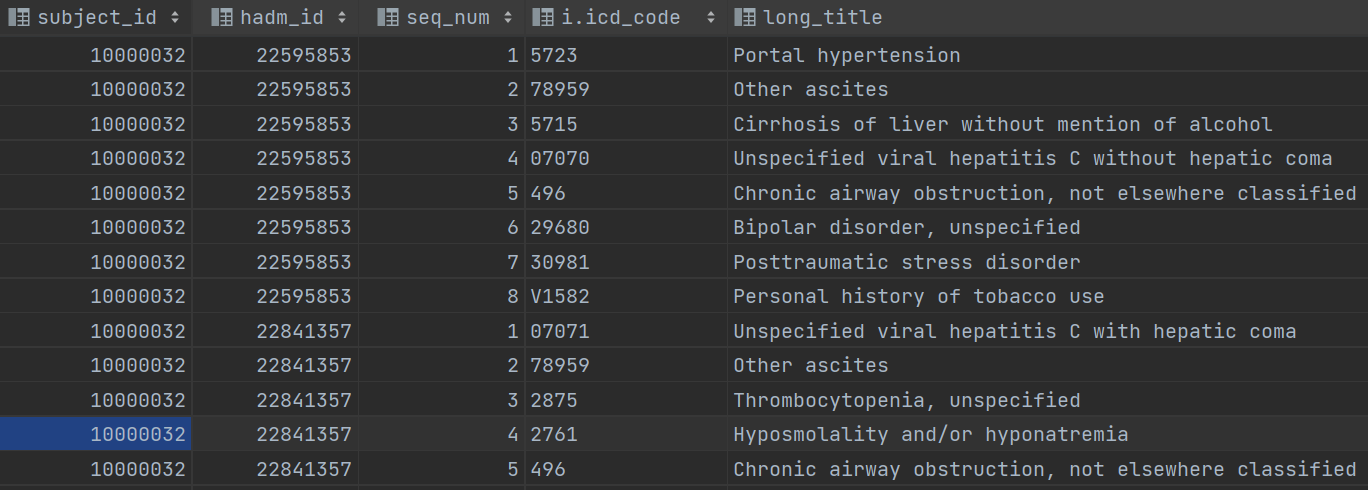 subject_id hadm_id seq_num i.icd_code long_title
10000032 22595853 1 5723 Portal hypertension
10000032 22595853 2 78959 Other ascites
10000032 22595853 3 5715 Cirrhosis of liver without mention of alcohol
10000032 22595853 4 07070 Unspecified viral hepatitis C without hepatic coma
10000032 22595853 5 496 Chronic airway obstruction, not elsewhere classified
10000032 22595853 6 29680 Bipolar disorder, unspecified
10000032 22595853 7 30981 Posttraumatic stress disorder
10000032 22595853 8 V1582 Personal history of tobacco use
10000032 22841357 1 07071 Unspecified viral hepatitis C with hepatic coma
10000032 22841357 2 78959 Other ascites
10000032 22841357 3 2875 Thrombocytopenia, unspecified
10000032 22841357 4 2761 Hyposmolality and/or hyponatremia
10000032 22841357 5 496 Chronic airway obstruction, not elsewhere classified